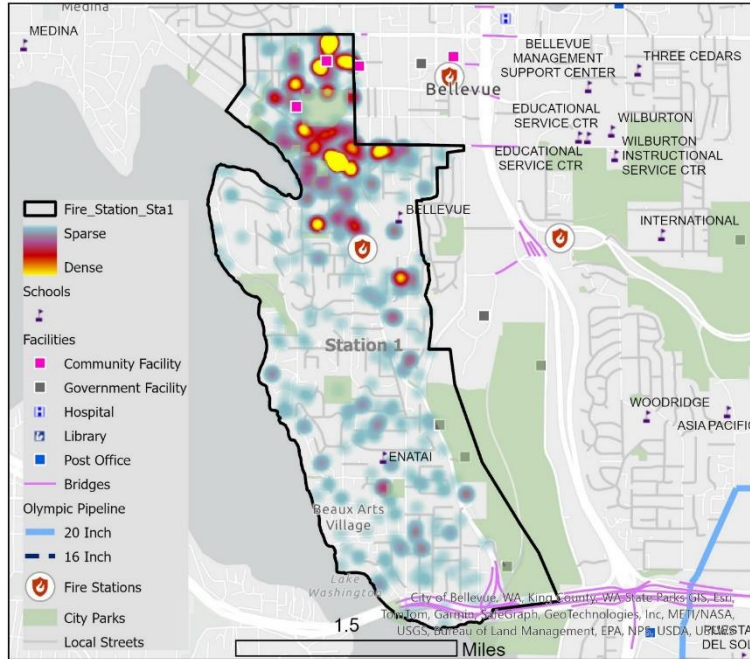 MEDINA
MEDINA
BELLEVUE
MANAGEMENT
SUPPORT CENTER
THREE CEDARS
Bellevue
EDUCATIONAL
SERVICE CTR
WILBURTON
EDUCATIONAL
SERVICE CTR
WILBURTON
INSTRUCTIONAL
SERVICE CTR
BELLEVUE
INTERNATIONAL
Fire_Station_Sta1
Sparse
Dense
Schools
Facilities
Community Facility
Government Facility
Hospital
Library
Post Office
Bridges
Olympic Pipeline
20 Inch
16 Inch
Fire Stations
City Parks
Local Streets
Station 1
WOODRIDGE
ASIA PACIFIC
ENATAI
Beaux Arts
Village
Lake
Washington
City of Bellevue, WA, King County, WA State Parks GIS, Esri,
TomTom, Garmin, SafeGraph, GeoTechnologies, Inc, METI/NASA,
USGS, Bureau of Land Management, EPA, NPS, USDA,
DEL SOL
1.5
Miles